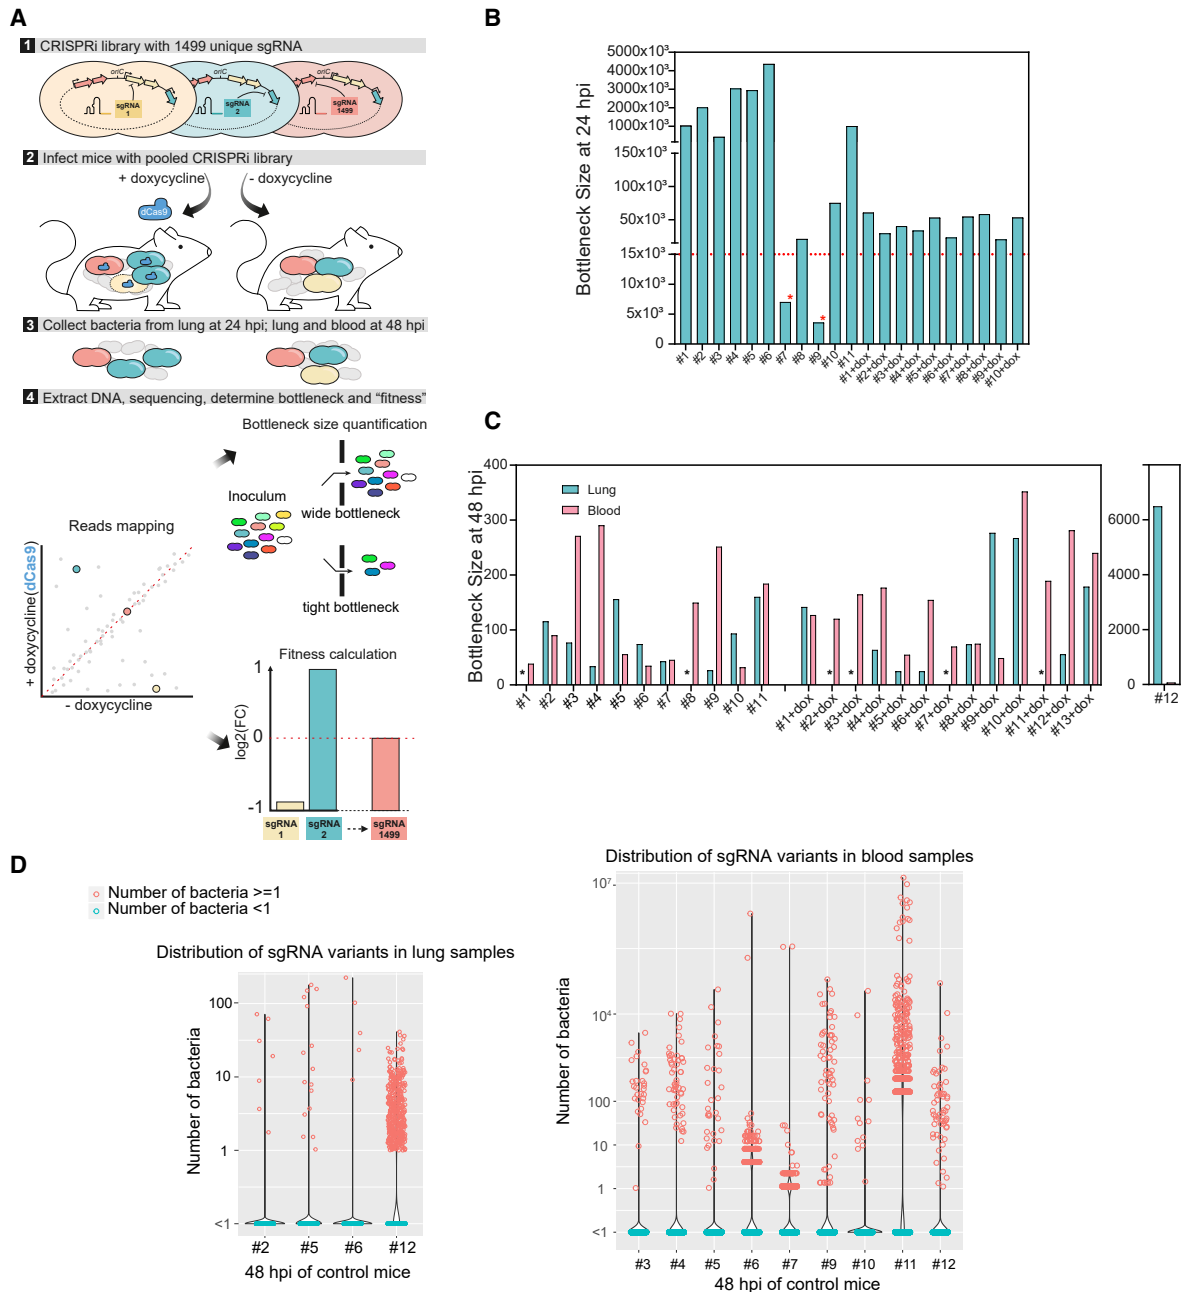 A
1 CRISPRi library with 1499 unique sgRNA
oriC
oriC
oriC
sgRNA
1
sgRNA
2
sgRNA
1499
2 Infect mice with pooled CRISPRi library
+ doxycycline
- doxycycline
dCas9
3 Collect bacteria from lung at 24 hpi; lung and blood at 48 hpi
4 Extract DNA, sequencing, determine bottleneck and “fitness”
Bottleneck size quantification
Inoculum
wide bottleneck
tight bottleneck
Reads mapping
+ doxycycline(dCas9)
- doxycycline
Fitness calculation
log2(FC)
1
0
-1
sgRNA
1
sgRNA
2
sgRNA
1499
B
Bottleneck Size at 24 hpi
5000x10³
4000x10³
3000x10³
2000x10³
1000x10³
150x10³
100x10³
50x10³
15x10³
10x10³
5x10³
0
*
*
#1
#2
#3
#4
#5
#6
#7
#8
#9
#10
#11
#1+dox
#2+dox
#3+dox
#4+dox
#5+dox
#6+dox
#7+dox
#8+dox
#9+dox
#10+dox
C
Bottleneck Size at 48 hpi
400
300
200
100
0
Lung
Blood
*
*
*
*
*
*
#1
#2
#3
#4
#5
#6
#7
#8
#9
#10
#11
#1+dox
#2+dox
#3+dox
#4+dox
#5+dox
#6+dox
#7+dox
#8+dox
#9+dox
#10+dox
#11+dox
#12+dox
#13+dox
6000
4000
2000
0
#12
D
Number of bacteria >=1
Number of bacteria <1
Distribution of sgRNA variants in lung samples
Number of bacteria
100
10
1
<1
#2
#5
#6
#12
48 hpi of control mice
Distribution of sgRNA variants in blood samples
Number of bacteria
10⁷
10⁴
100
10
1
<1
#3
#4
#5
#6
#7
#9
#10
#11
#12
48 hpi of control mice